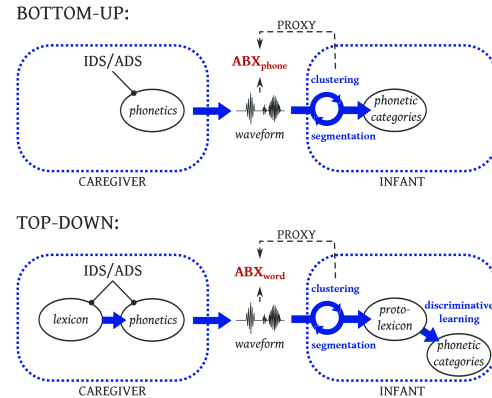 BOTTOM-UP:
PROXY
IDS/ADS
ABXphone
clustering
phonetics
phonetic
categories
waveform
segmentation
CAREGIVER
INFANT
TOP-DOWN:
PROXY
IDS/ADS
ABXword
clustering
discriminative
learning
lexicon
phonetics
proto-
lexicon
waveform
segmentation
phonetic
categories
CAREGIVER
INFANT